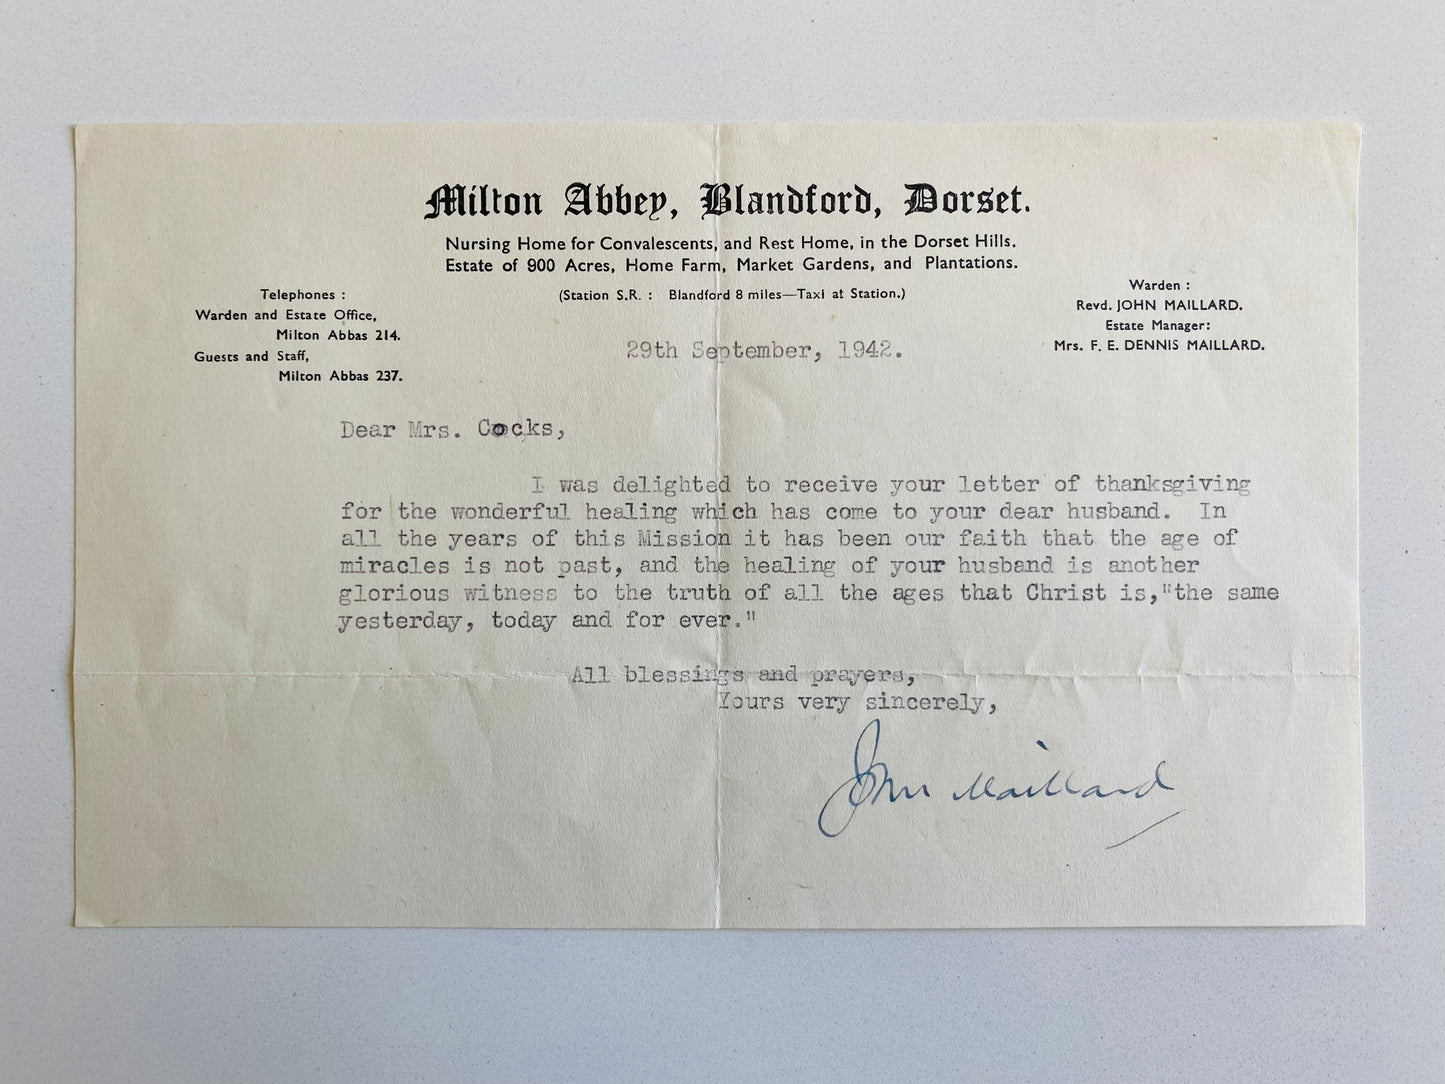 Milton Abbey, Blandford, Dorset.
Nursing Home for Convalescents, and Rest Home, in the Dorset Hills.
Estate of 900 Acres, Home Farm, Market Gardens, and Plantations.
(Station S.R. : Blandford 8 miles—Taxi at Station.)
Telephones :
Warden and Estate Office,
Milton Abbas 214.
Guests and Staff,
Milton Abbas 237.
Warden :
Revd. JOHN MAILLARD.
Estate Manager:
Mrs. F. E. DENNIS MAILLARD.
29th September, 1942.
Dear Mrs. Cocks,
I was delighted to receive your letter of thanksgiving
for the wonderful healing which has come to your dear husband. In
all the years of this Mission it has been our faith that the age of
miracles is not past, and the healing of your husband is another
glorious witness to the truth of all the ages that Christ is,"the same
yesterday, today and for ever."
All blessings and prayers,
Yours very sincerely,
John Maillard